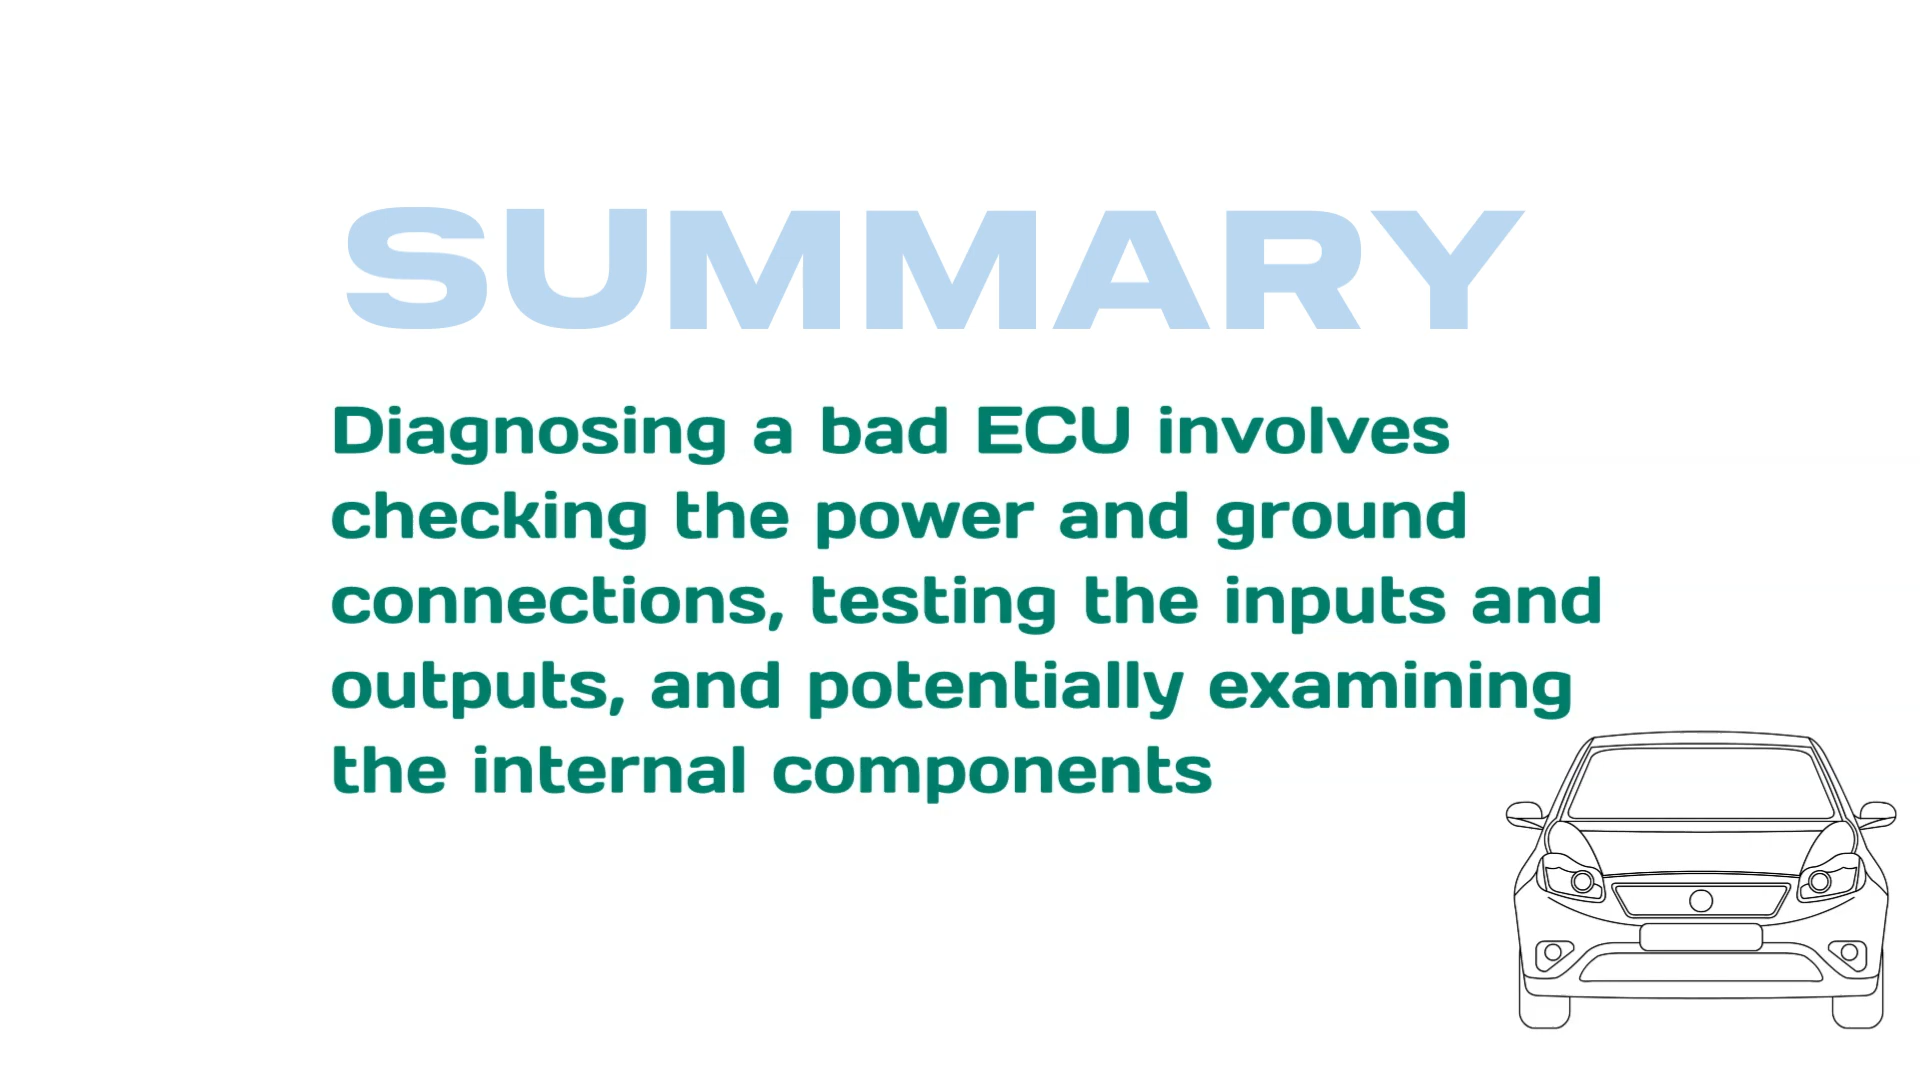 SUMMARY
Diagnosing a bad ECU involves
checking the power and ground
connections, testing the inputs and
outputs, and potentially examining
the internal components